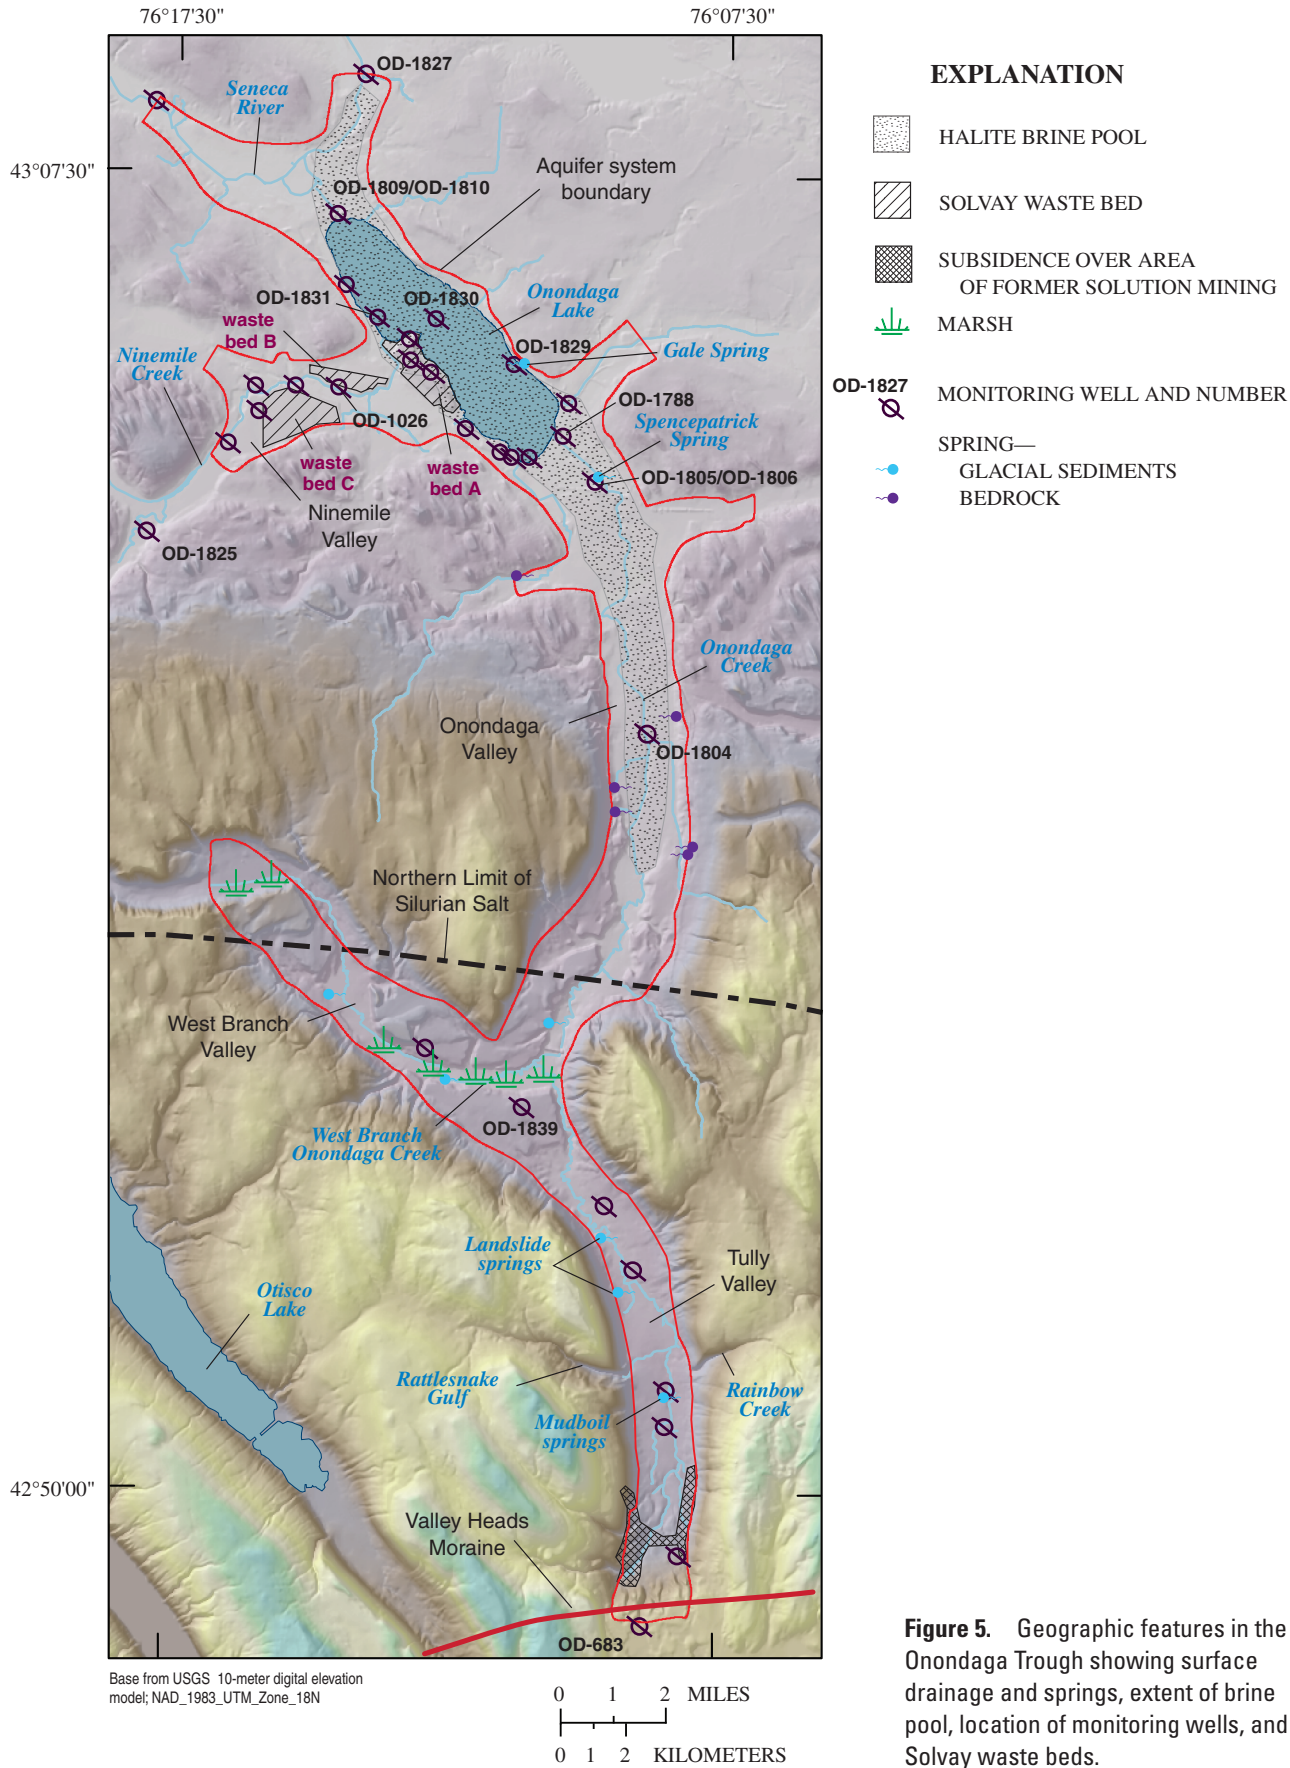 76°17'30"
76°07'30"
43°07'30"
42°50'00"
OD-1827
Seneca
River
Aquifer system
boundary
OD-1809/OD-1810
OD-1831
OD-1830
Onondaga
Lake
waste
bed B
Ninemile
Creek
OD-1829
Gale Spring
OD-1026
OD-1788
Spencepatrick
Spring
waste
bed C
waste
bed A
OD-1805/OD-1806
Ninemile
Valley
OD-1825
Onondaga
Creek
Onondaga
Valley
OD-1804
Northern Limit of
Silurian Salt
West Branch
Valley
OD-1839
West Branch
Onondaga Creek
Landslide
springs
Tully
Valley
Otisco
Lake
Rattlesnake
Gulf
Rainbow
Creek
Mudboil
springs
Valley Heads
Moraine
OD-683
EXPLANATION
HALITE BRINE POOL
SOLVAY WASTE BED
SUBSIDENCE OVER AREA
OF FORMER SOLUTION MINING
MARSH
OD-1827
MONITORING WELL AND NUMBER
SPRING—
GLACIAL SEDIMENTS
BEDROCK
Base from USGS 10-meter digital elevation
model; NAD_1983_UTM_Zone_18N
0 1 2 MILES
0 1 2 KILOMETERS
Figure 5. Geographic features in the
Onondaga Trough showing surface
drainage and springs, extent of brine
pool, location of monitoring wells, and
Solvay waste beds.